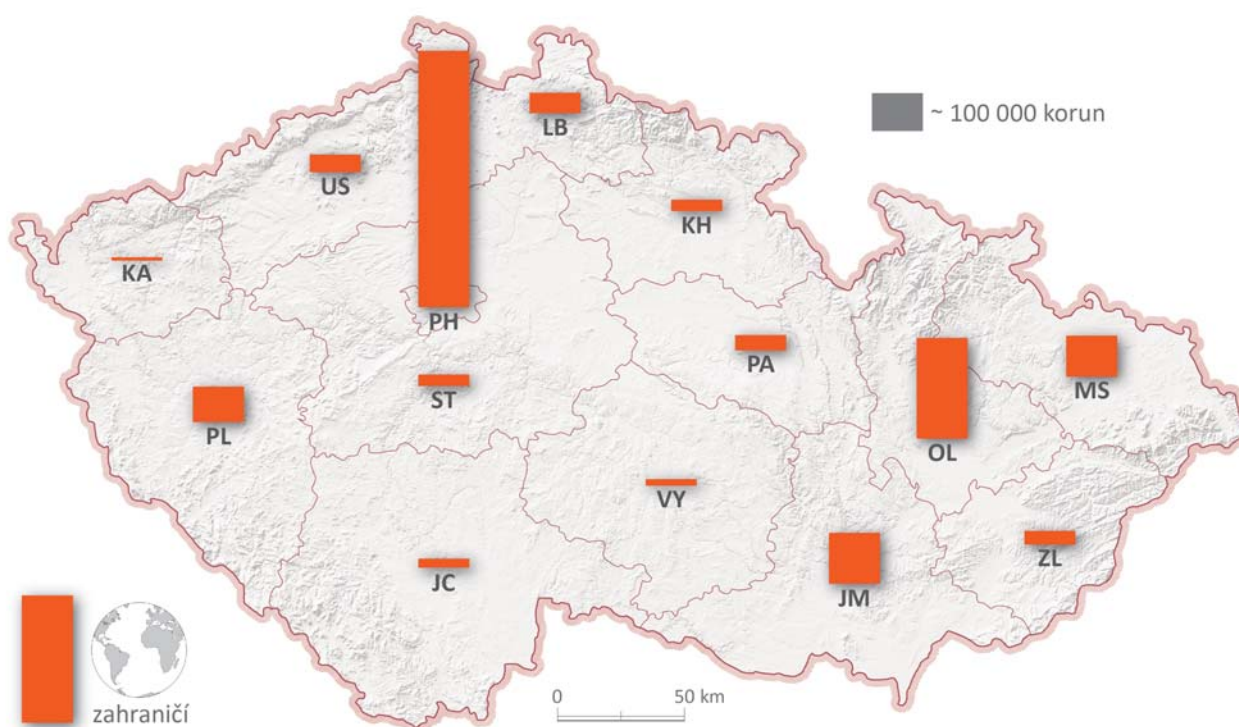 LB
~ 100 000 korun
US
KH
KA
PH
PA
MS
ST
PL
OL
VY
ZL
JC
JM
0 50 km
zahraničí